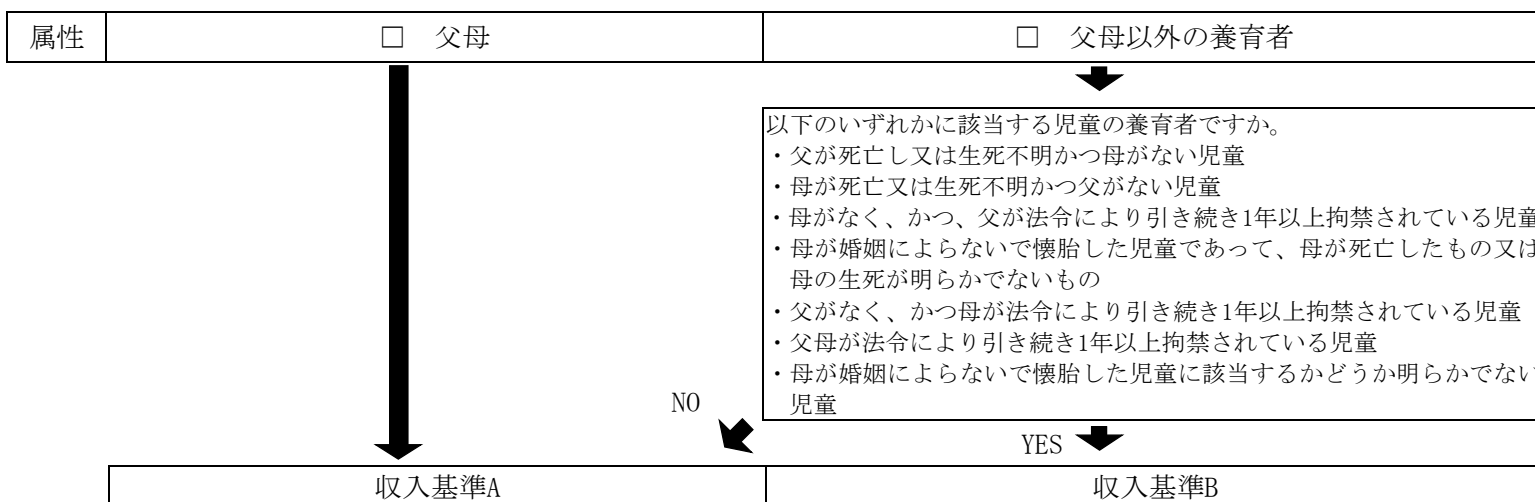 属性 □ 父母 □ 父母以外の養育者
以下のいずれかに該当する児童の養育者ですか。
・父が死亡し又は生死不明かつ母がない児童
・母が死亡又は生死不明かつ父がない児童
・母がなく、かつ、父が法令により引き続き1年以上拘禁されている児童
・母が婚姻によらないで懐胎した児童であって、母が死亡したもの又は
母の生死が明らかでないもの
・父がなく、かつ母が法令により引き続き1年以上拘禁されている児童
・父母が法令により引き続き1年以上拘禁されている児童
・母が婚姻によらないで懐胎した児童に該当するかどうか明らかでない
児童
NO
YES
収入基準A 収入基準B